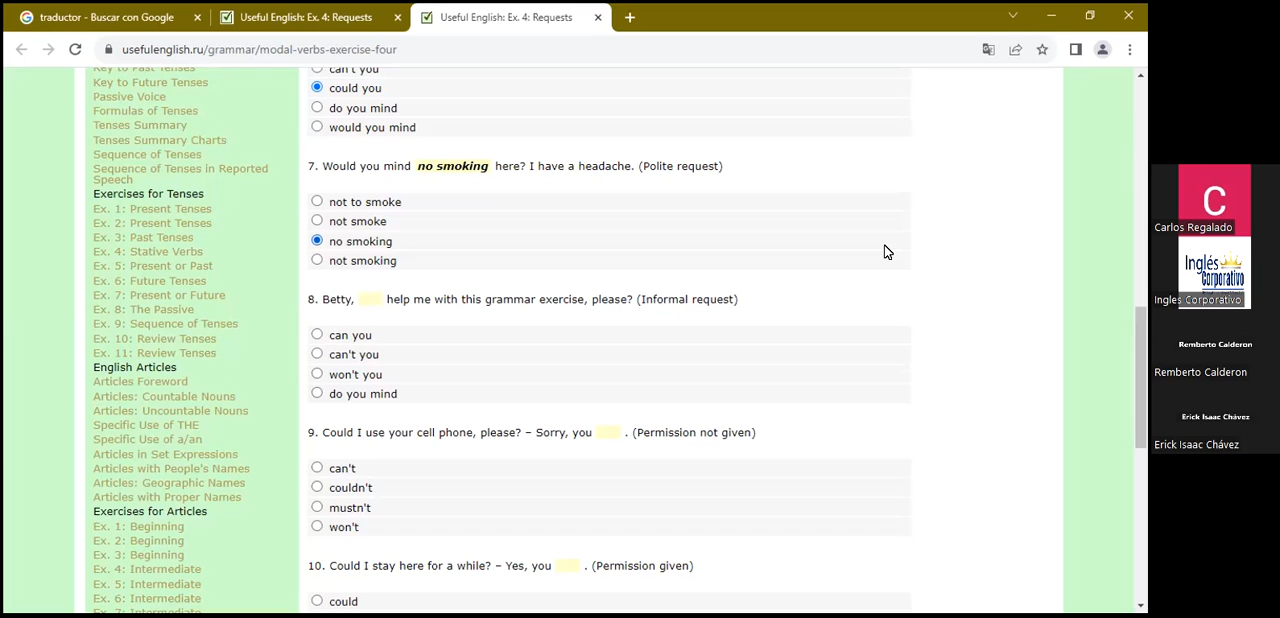 traductor - Buscar con Google
Useful English: Ex. 4: Requests
Useful English: Ex. 4: Requests
usefulenglish.ru/grammar/modal-verbs-exercise-four
Key to Past Tenses
Key to Future Tenses
Passive Voice
Formulas of Tenses
Tenses Summary
Tenses Summary Charts
Sequence of Tenses
Sequence of Tenses in Reported
Speech
Exercises for Tenses
Ex. 1: Present Tenses
Ex. 2: Present Tenses
Ex. 3: Past Tenses
Ex. 4: Stative Verbs
Ex. 5: Present or Past
Ex. 6: Future Tenses
Ex. 7: Present or Future
Ex. 8: The Passive
Ex. 9: Sequence of Tenses
Ex. 10: Review Tenses
Ex. 11: Review Tenses
English Articles
Articles Foreword
Articles: Countable Nouns
Articles: Uncountable Nouns
Specific Use of THE
Specific Use of a/an
Articles in Set Expressions
Articles with People's Names
Articles: Geographic Names
Articles with Proper Names
Exercises for Articles
Ex. 1: Beginning
Ex. 2: Beginning
Ex. 3: Beginning
Ex. 4: Intermediate
Ex. 5: Intermediate
Ex. 6: Intermediate
Ex. 7: Intermediate
can't you
could you
do you mind
would you mind
7. Would you mind no smoking here? I have a headache. (Polite request)
not to smoke
not smoke
no smoking
not smoking
8. Betty, help me with this grammar exercise, please? (Informal request)
can you
can't you
won't you
do you mind
9. Could I use your cell phone, please? – Sorry, you . (Permission not given)
can't
couldn't
mustn't
won't
10. Could I stay here for a while? – Yes, you . (Permission given)
could
C
Carlos Regalado
Inglés
Corporativo
Ingles Corporativo
Remberto Calderon
Remberto Calderon
Erick Isaac Chávez
Erick Isaac Chávez